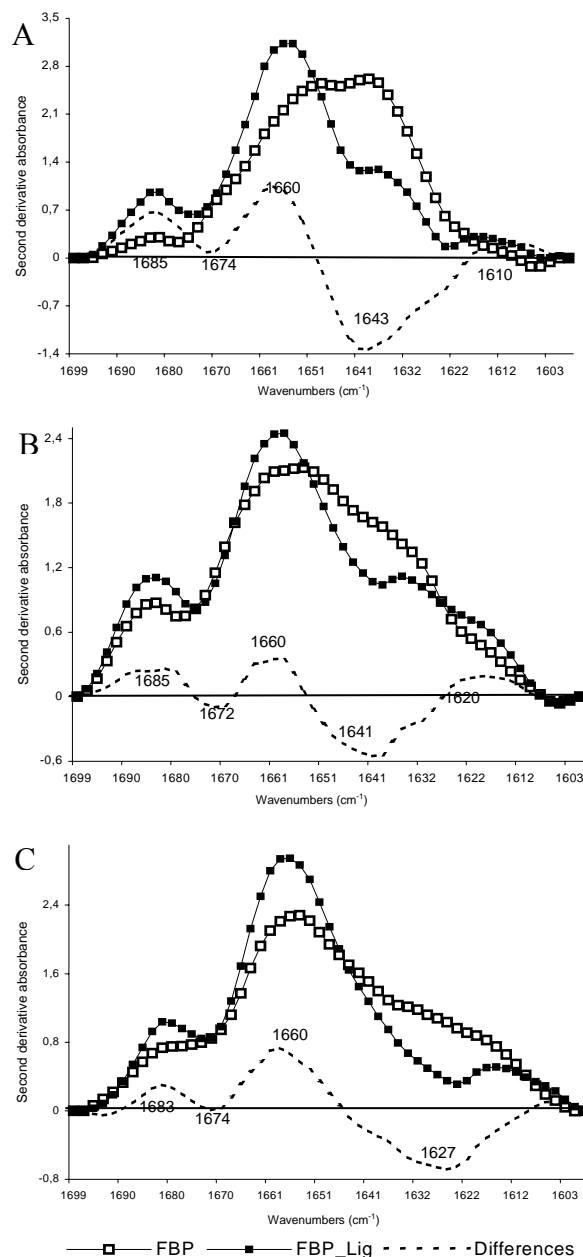 A
Second derivative absorbance
3,5
2,8
2,1
1,4
0,7
0
-0,7
-1,4
1685
1674
1660
1643
1610
1699 1690 1680 1670 1661 1651 1641 1632 1622 1612 1603
Wavenumbers (cm-1)
B
Second derivative absorbance
2,4
1,8
1,2
0,6
0
-0,6
1685
1672
1660
1641
1620
1699 1690 1680 1670 1661 1651 1641 1632 1622 1612 1603
Wavenumbers (cm-1)
C
Second derivative absorbance
2,4
1,6
0,8
0
-0,8
1683
1674
1660
1627
1699 1690 1680 1670 1661 1651 1641 1632 1622 1612 1603
Wavenumbers (cm-1)
FBP FBP_Lig Differences